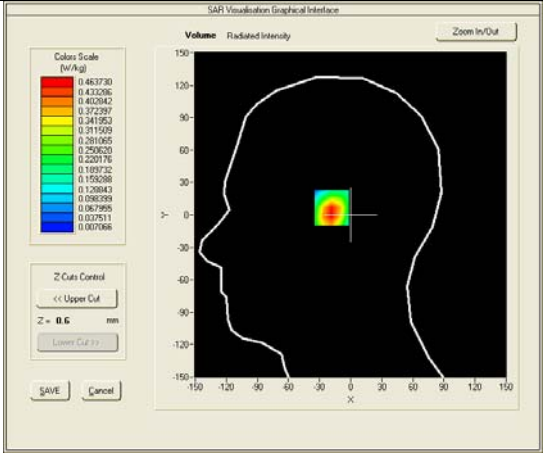 SAR Visualisation Graphical Interface
Volume Radiated Intensity
Zoom In/Out
Colors Scale
(W/kg)
0.463730
0.433286
0.402842
0.372397
0.341953
0.311509
0.281065
0.250620
0.220176
0.189732
0.159288
0.128843
0.098399
0.067955
0.037511
0.007066
Z Cuts Control
<< Upper Cut
Z = 0.6 mm
Lower Cut >>
SAVE Cancel
150
120
90
60
30
0
-30
-60
-90
-120
-150
Y
-150 -120 -90 -60 -30 0 30 60 90 120 150
X